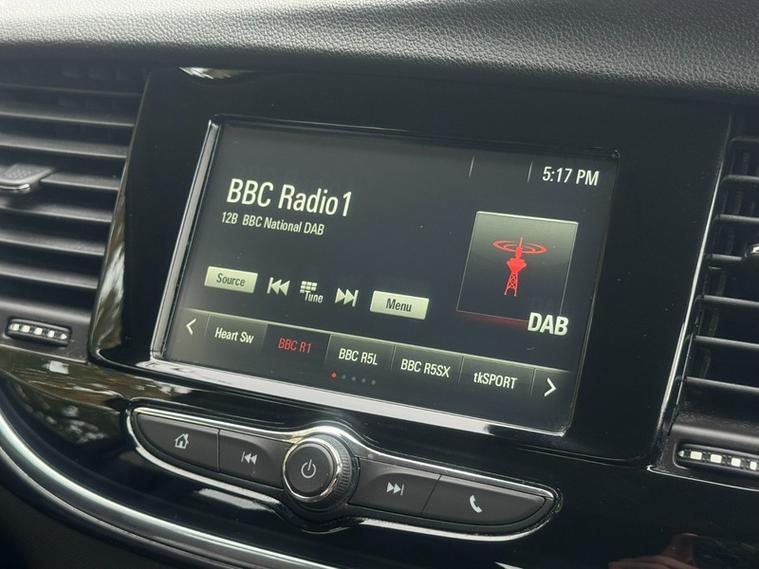 5:17 PM
BBC Radio1
12B BBC National DAB
DAB
Source
Tune
Menu
Heart Sw
BBC R1
BBC R5L
BBC R5SX
tkSPORT